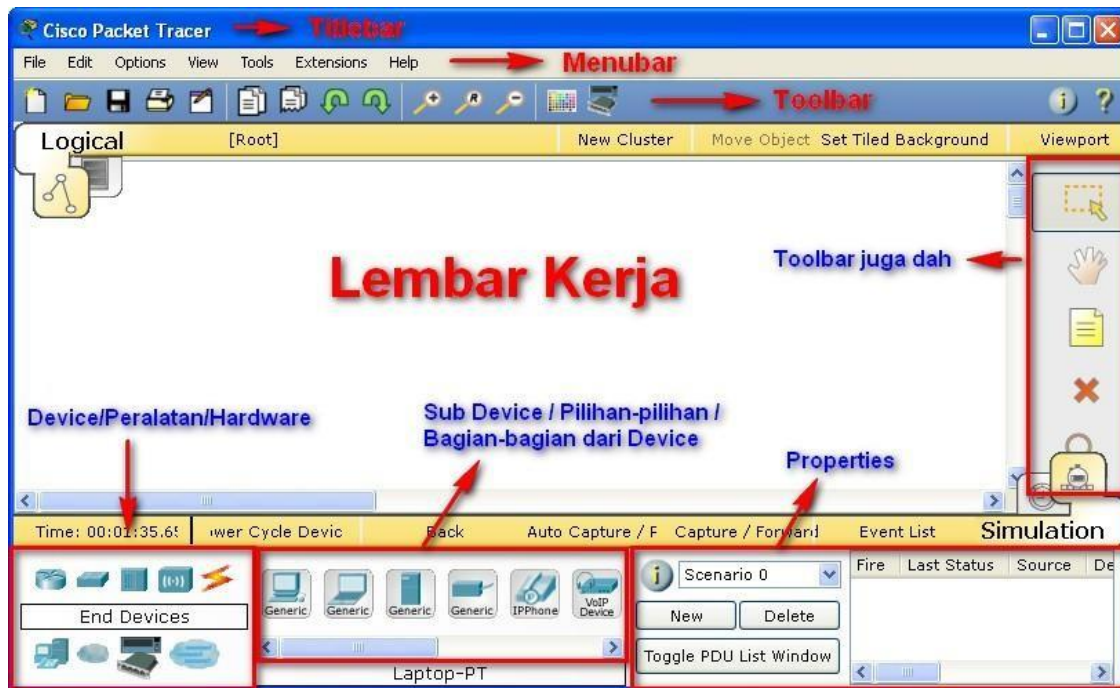 Cisco Packet Tracer Titlebar
File Edit Options View Tools Extensions Help Menubar
Toolbar
Logical [Root] New Cluster Move Object Set Tiled Background Viewport
Toolbar juga dah
Lembar Kerja
Device/Peralatan/Hardware
Sub Device / Pilihan-pilihan /
Bagian-bagian dari Device
Properties
Time: 00:01:35.65 wer Cycle Devic Back Auto Capture / F Capture / Forward Event List Simulation
Scenario 0 Fire Last Status Source De
End Devices
Generic Generic Generic Generic IPPhone VoIP Device
New Delete
Toggle PDU List Window
Laptop-PT